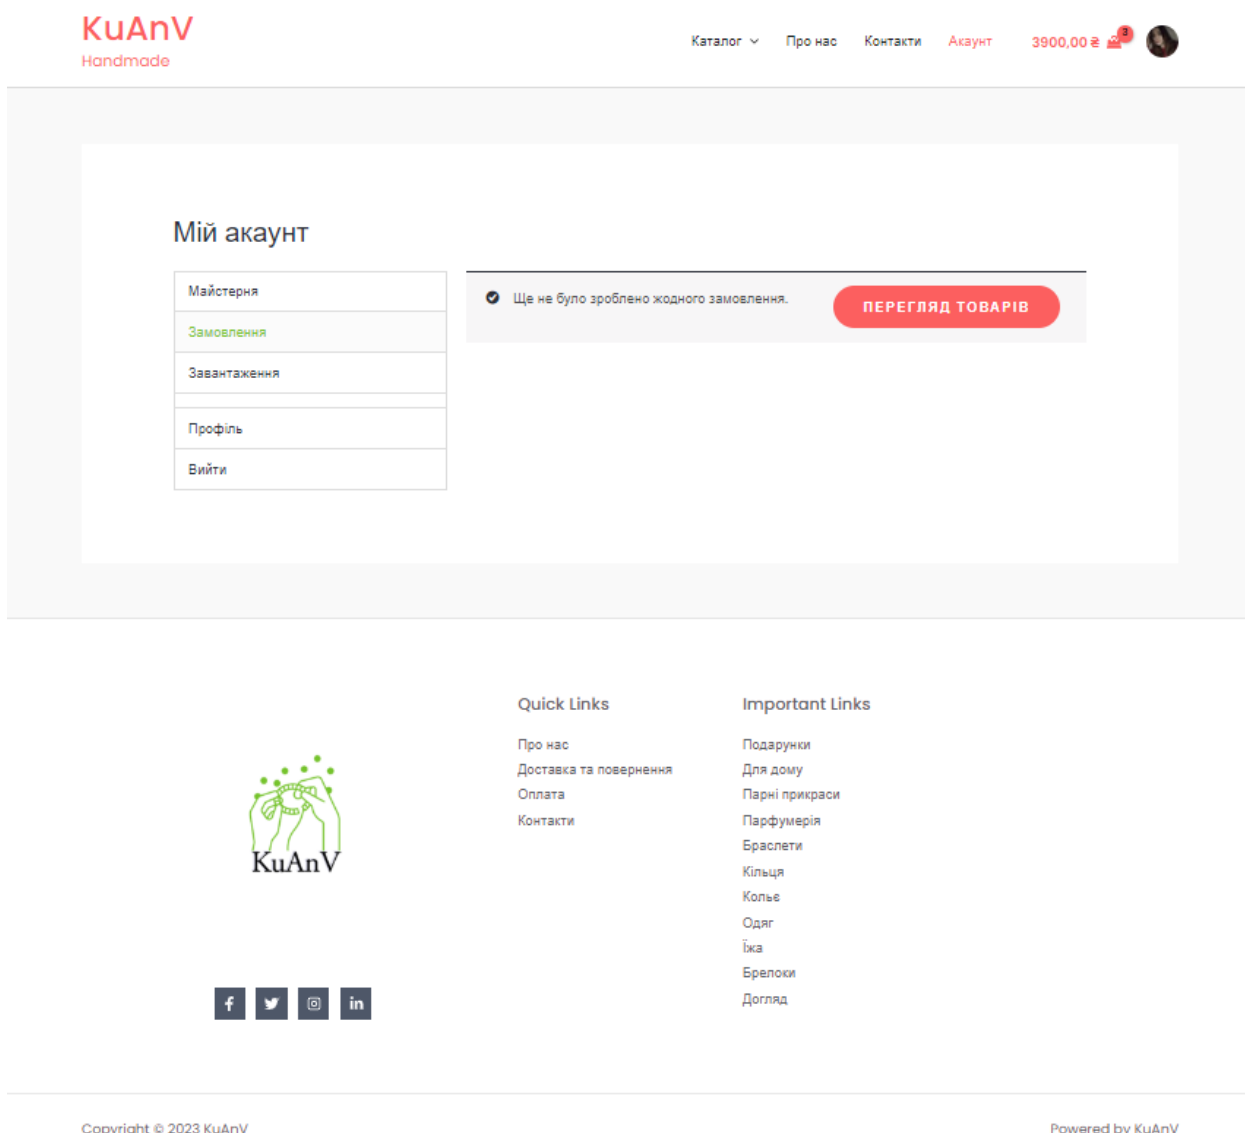 KuAnV
Handmade
Каталог Про нас Контакти Акаунт 3900,00 ₴ 3
Мій акаунт
Майстерня
Замовлення
Завантаження
Профіль
Вийти
Ще не було зроблено жодного замовлення.
ПЕРЕГЛЯД ТОВАРІВ
KuAnV
Quick Links
Про нас
Доставка та повернення
Оплата
Контакти
Important Links
Подарунки
Для дому
Парні прикраси
Парфумерія
Браслети
Кільця
Кольє
Одяг
Їжа
Брелоки
Догляд
Copyright © 2023 KuAnV
Powered by KuAnV